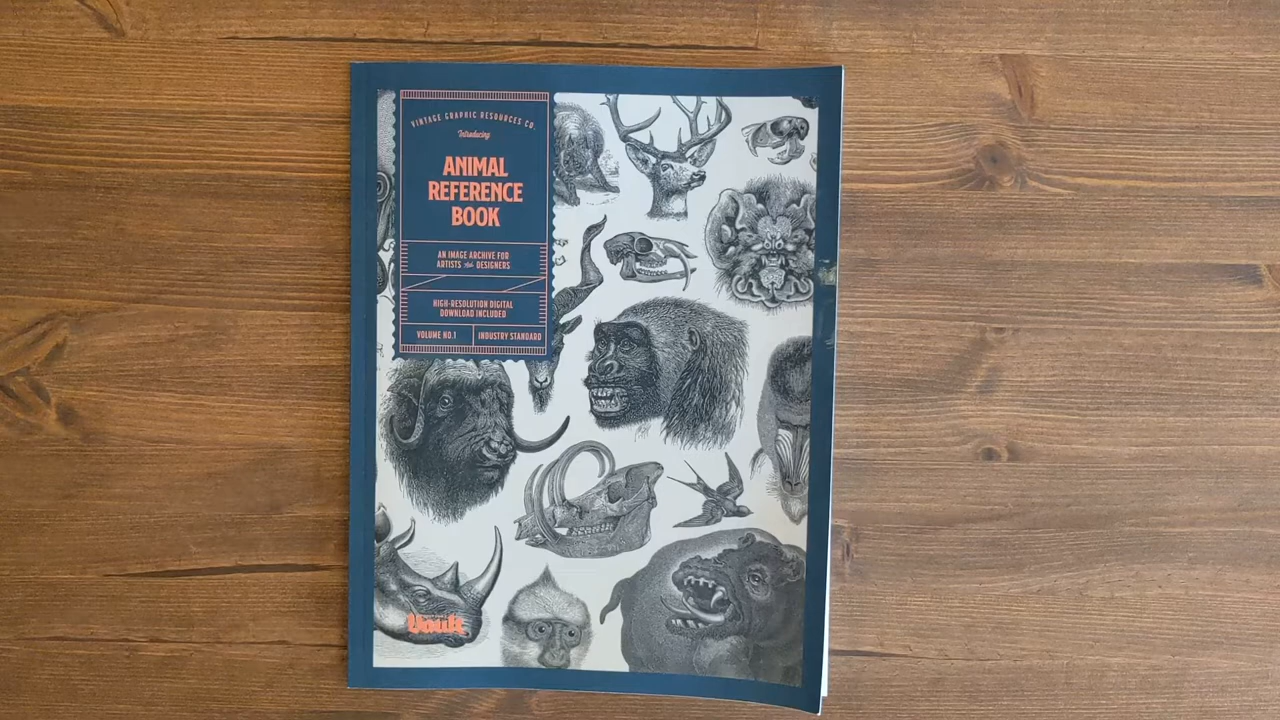 VINTAGE GRAPHIC RESOURCES CO.
Introducing
ANIMAL
REFERENCE
BOOK
AN IMAGE ARCHIVE FOR
ARTISTS And DESIGNERS
HIGH-RESOLUTION DIGITAL
DOWNLOAD INCLUDED
VOLUME NO.1
INDUSTRY STANDARD
Vault